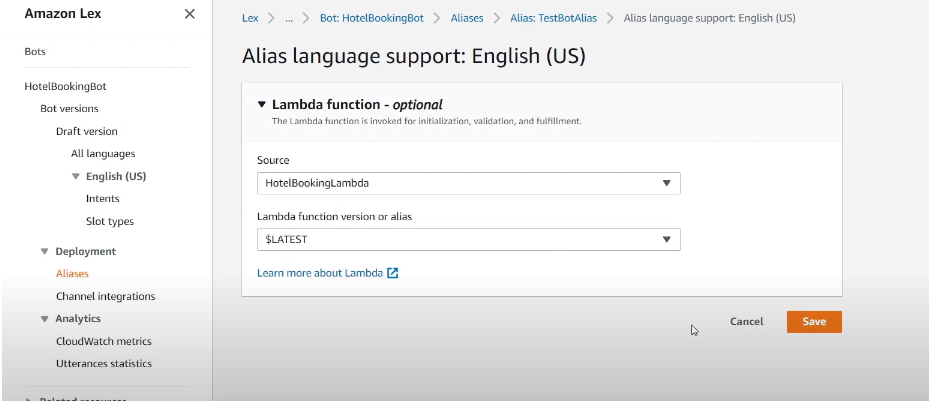 Amazon Lex
Lex
...
Bot: HotelBookingBot
Aliases
Alias: TestBotAlias
Alias language support: English (US)
Bots
HotelBookingBot
Bot versions
Draft version
All languages
English (US)
Intents
Slot types
Deployment
Aliases
Channel integrations
Analytics
CloudWatch metrics
Utterances statistics
Related resources
Alias language support: English (US)
Lambda function - optional
The Lambda function is invoked for initialization, validation, and fulfillment.
Source
HotelBookingLambda
Lambda function version or alias
$LATEST
Learn more about Lambda
Cancel
Save